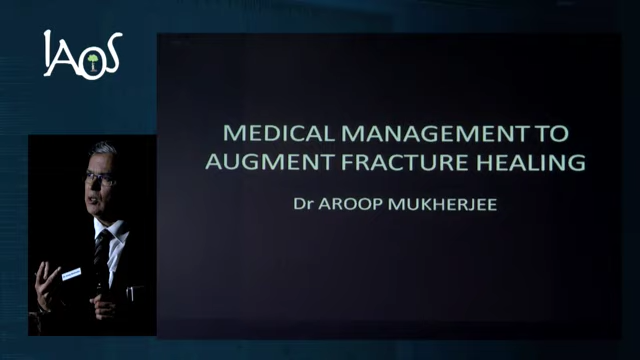 IAOS
MEDICAL MANAGEMENT TO
AUGMENT FRACTURE HEALING
Dr AROOP MUKHERJEE